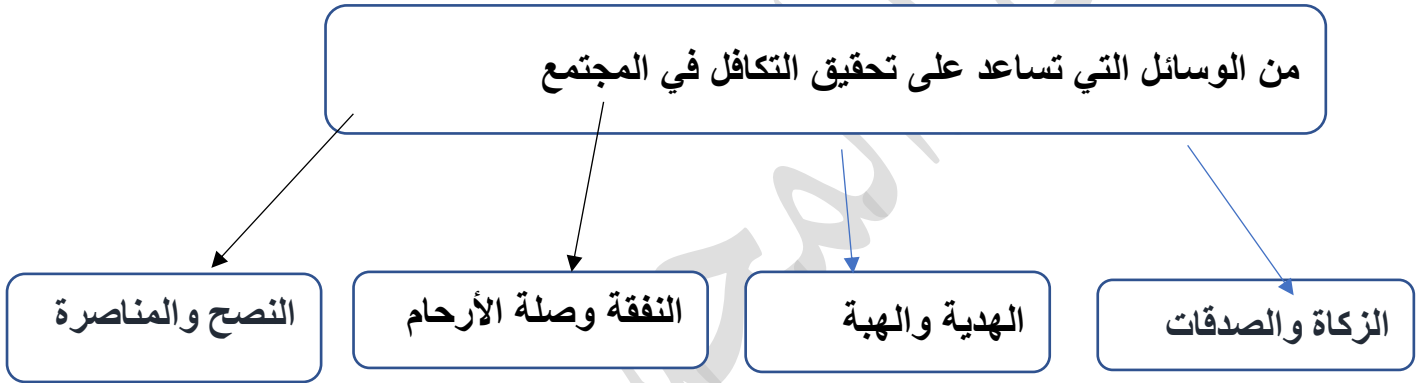 من الوسائل التي تساعد على تحقيق التكافل في المجتمع
الزكاة والصدقات
الهدية والهبة
النفقة وصلة الأرحام
النصح والمناصرة